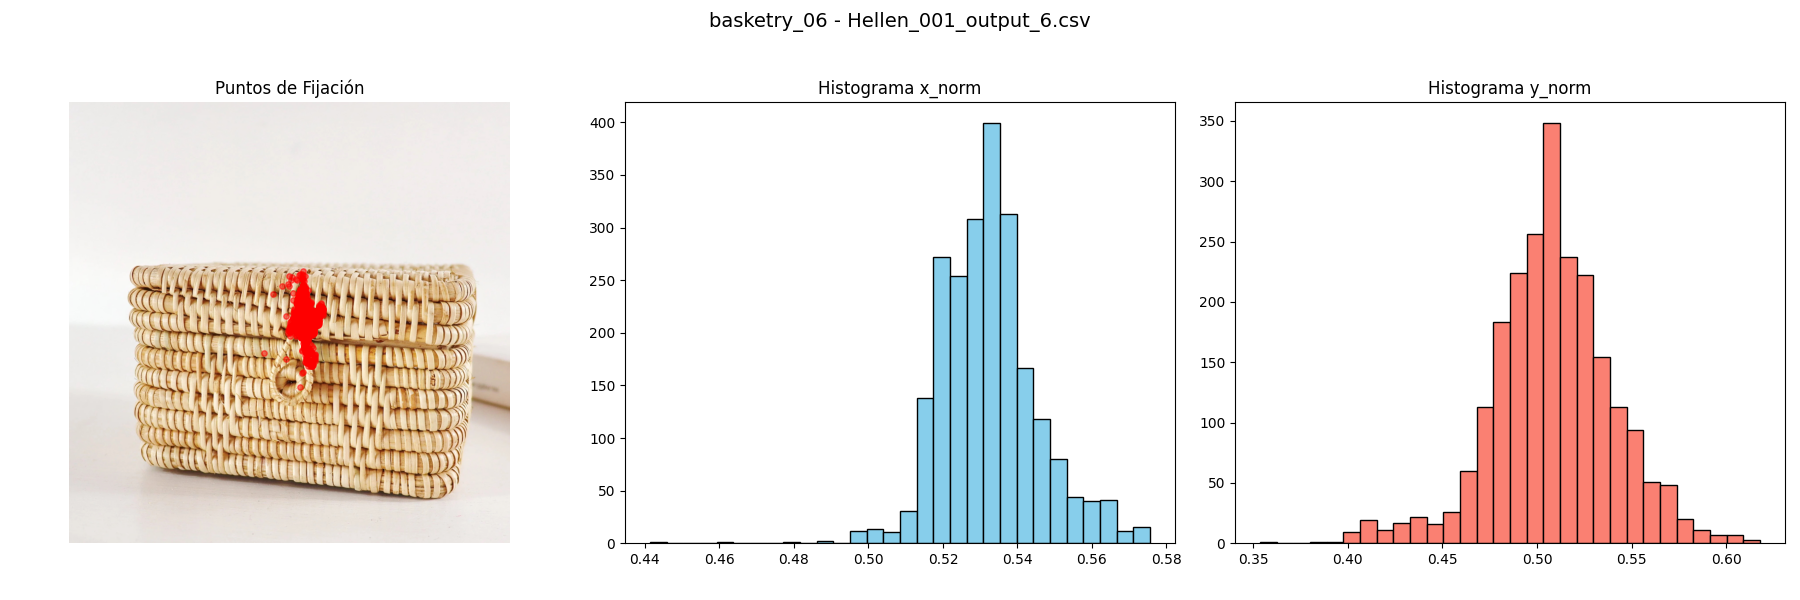 basketry_06 - Hellen_001_output_6.csv
Puntos de Fijación
Histograma x_norm
400
350
300
250
200
150
100
50
0
0.44 0.46 0.48 0.50 0.52 0.54 0.56 0.58
Histograma y_norm
350
300
250
200
150
100
50
0
0.35 0.40 0.45 0.50 0.55 0.60